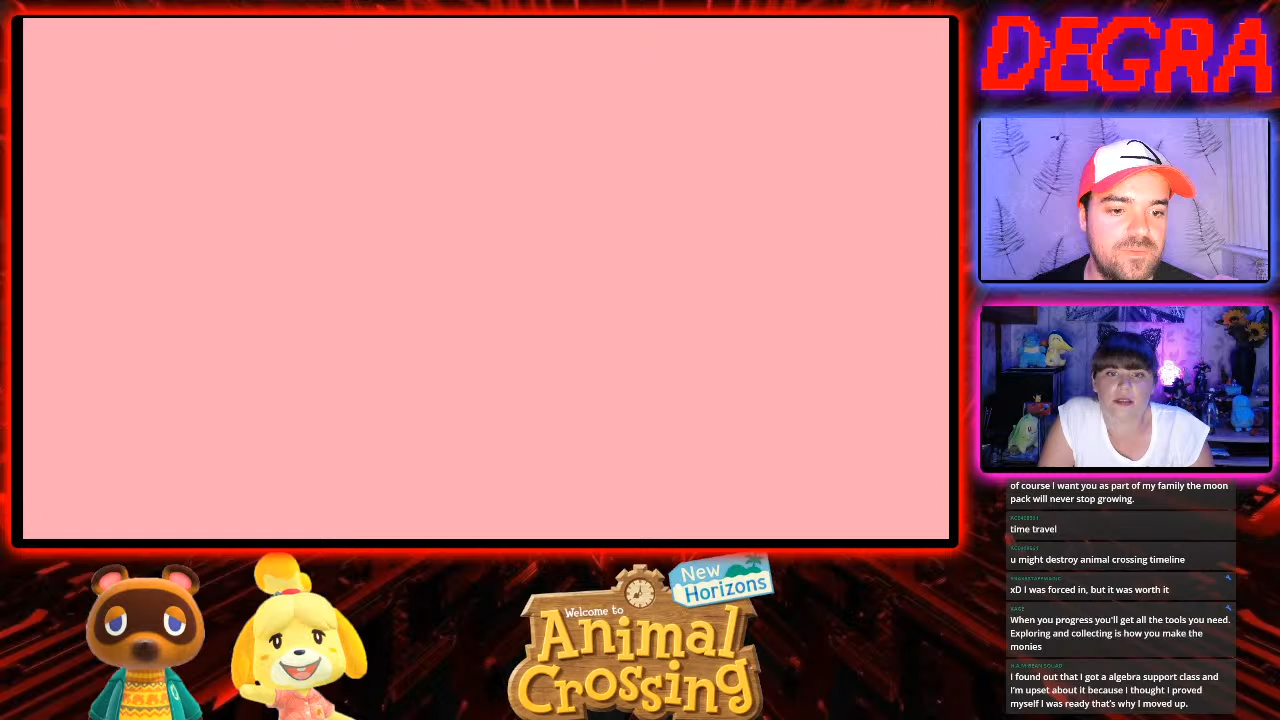 DEGRA
of course I want you as part of my family the moon
pack will never stop growing.
time travel
u might destroy animal crossing timeline
xD I was forced in, but it was worth it
KAGE
When you progress you'll get all the tools you need.
Exploring and collecting is how you make the
monies
I found out that I got a algebra support class and
I'm upset about it because I thought I proved
myself I was ready that's why I moved up.
New
Horizons
Welcome to
Animal
Crossing